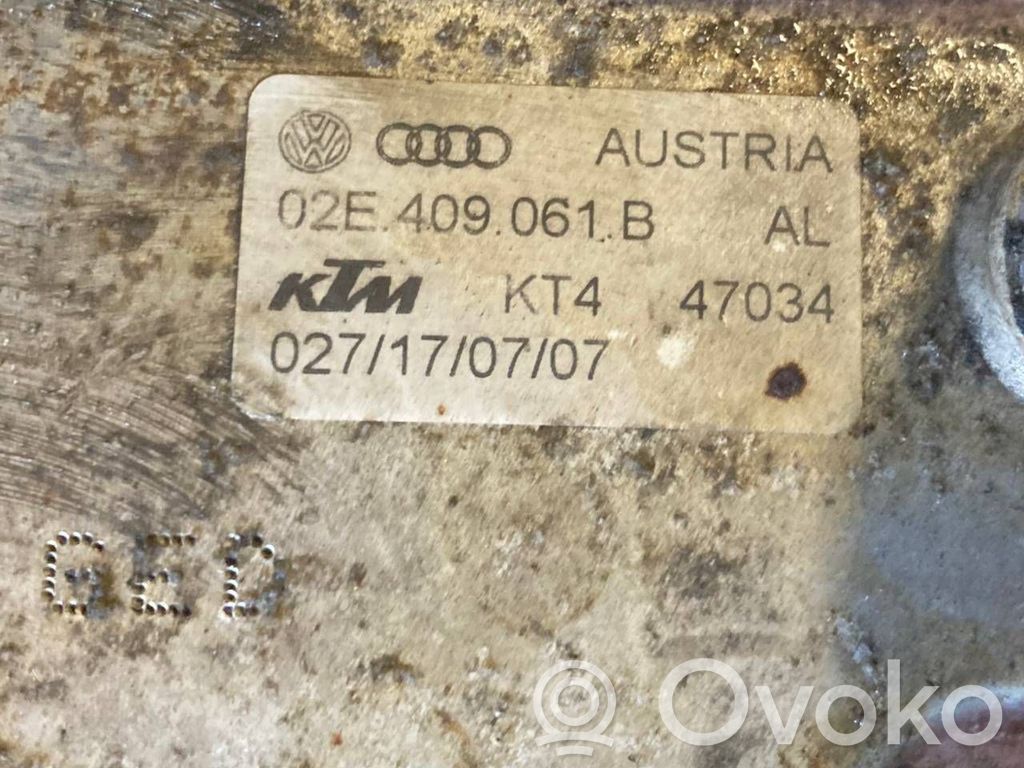 AUSTRIA
02E.409.061.B AL
KTM KT4 47034
027/17/07/07
GED
Ovoko